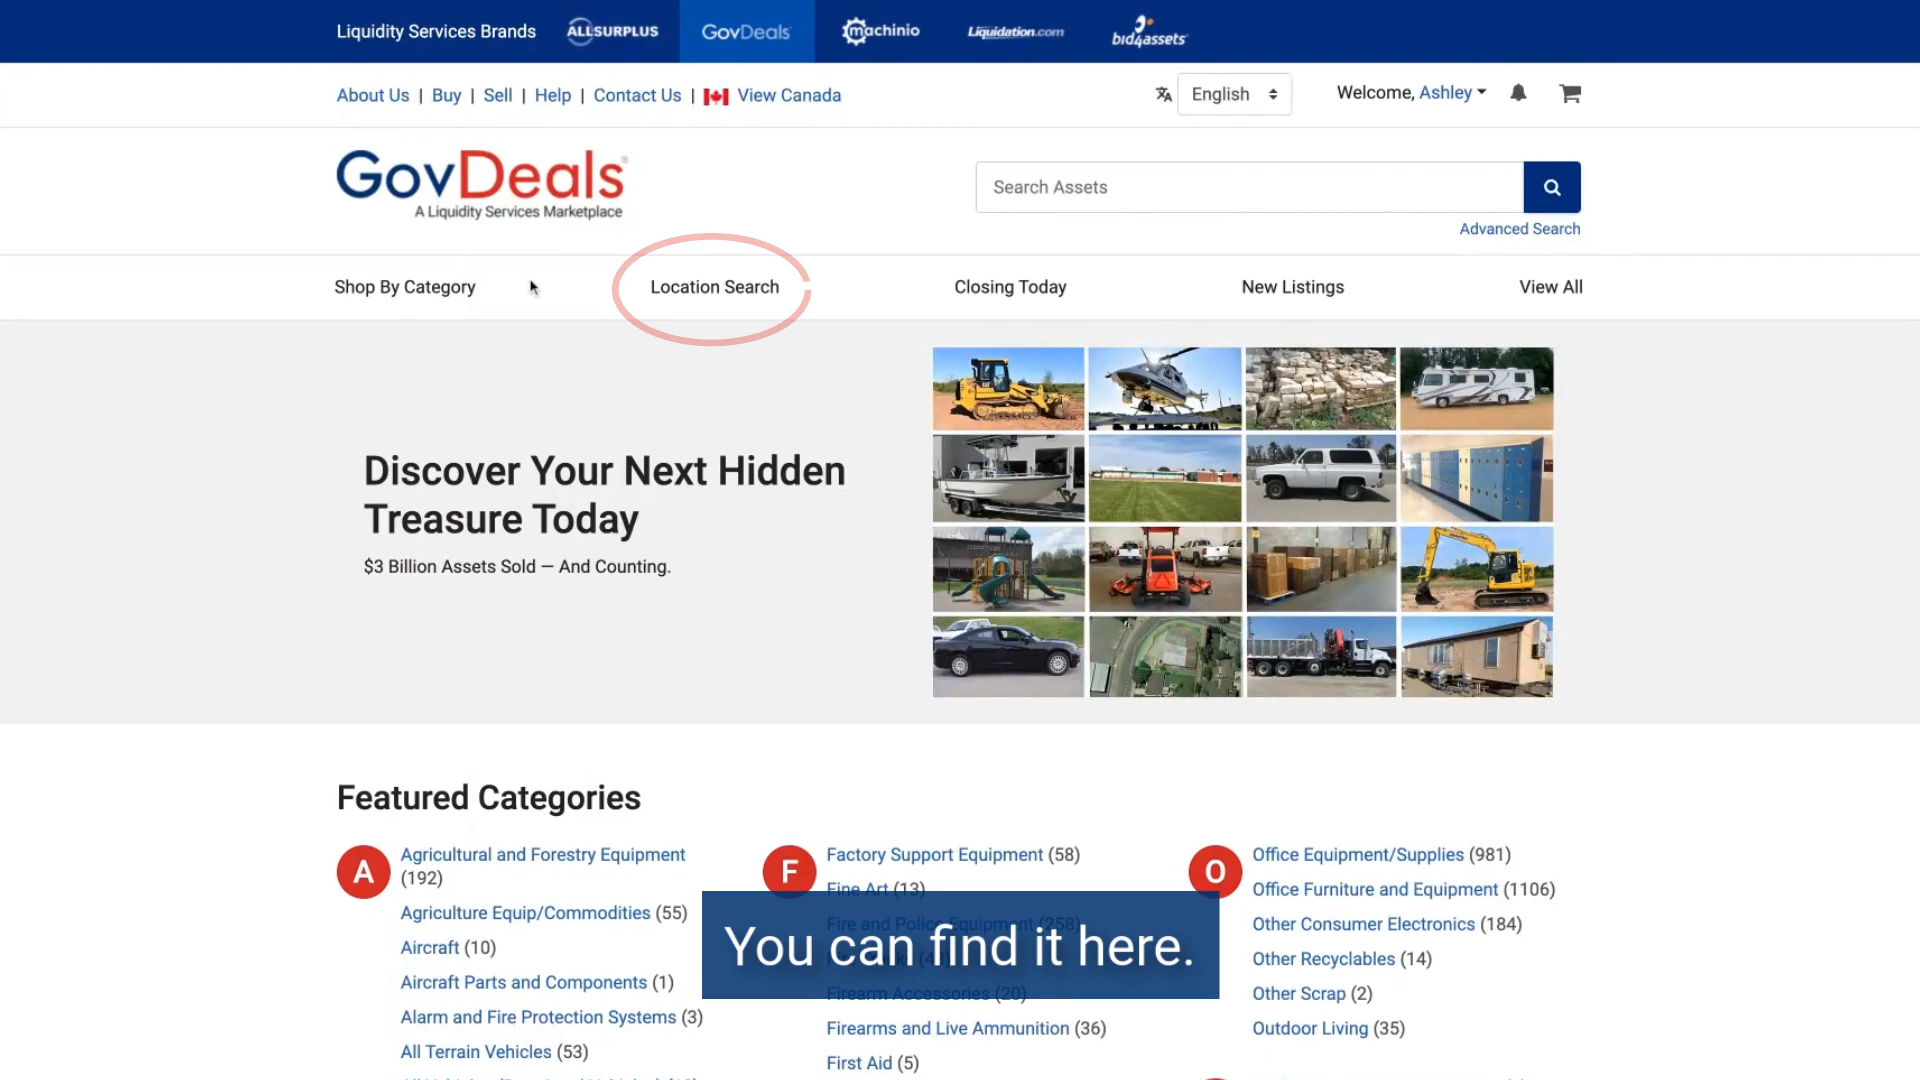 Liquidity Services Brands ALLSURPLUS GovDeals machinio Liquidation.com bid4assets
About Us | Buy | Sell | Help | Contact Us | View Canada
English
Welcome, Ashley
GovDeals
A Liquidity Services Marketplace
Search Assets
Advanced Search
Shop By Category
Location Search
Closing Today
New Listings
View All
Discover Your Next Hidden
Treasure Today
$3 Billion Assets Sold — And Counting.
Featured Categories
A
Agricultural and Forestry Equipment
(192)
Agriculture Equip/Commodities (55)
Aircraft (10)
Aircraft Parts and Components (1)
Alarm and Fire Protection Systems (3)
All Terrain Vehicles (53)
F
Factory Support Equipment (58)
Fine Art (13)
Fire and Police Equipment (258)
Firearm Accessories (20)
Firearms and Live Ammunition (36)
First Aid (5)
O
Office Equipment/Supplies (981)
Office Furniture and Equipment (1106)
Other Consumer Electronics (184)
Other Recyclables (14)
Other Scrap (2)
Outdoor Living (35)
You can find it here.